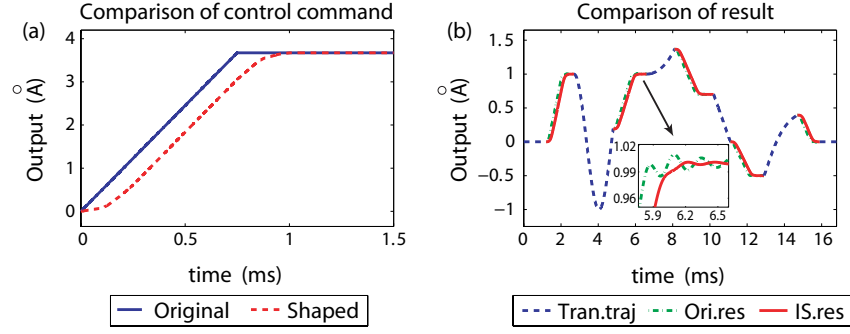 Comparison of control command
(a)
Output (Å)
4
3
2
1
0
0
0.5
1
1.5
time (ms)
Original
Shaped
Comparison of result
(b)
Output (Å)
1.5
1
0.5
0
−0.5
−1
1.02
0.99
0.96
5.9
6.2
6.5
0
2
4
6
8
10
12
14
16
time (ms)
Tran.traj
Ori.res
IS.res